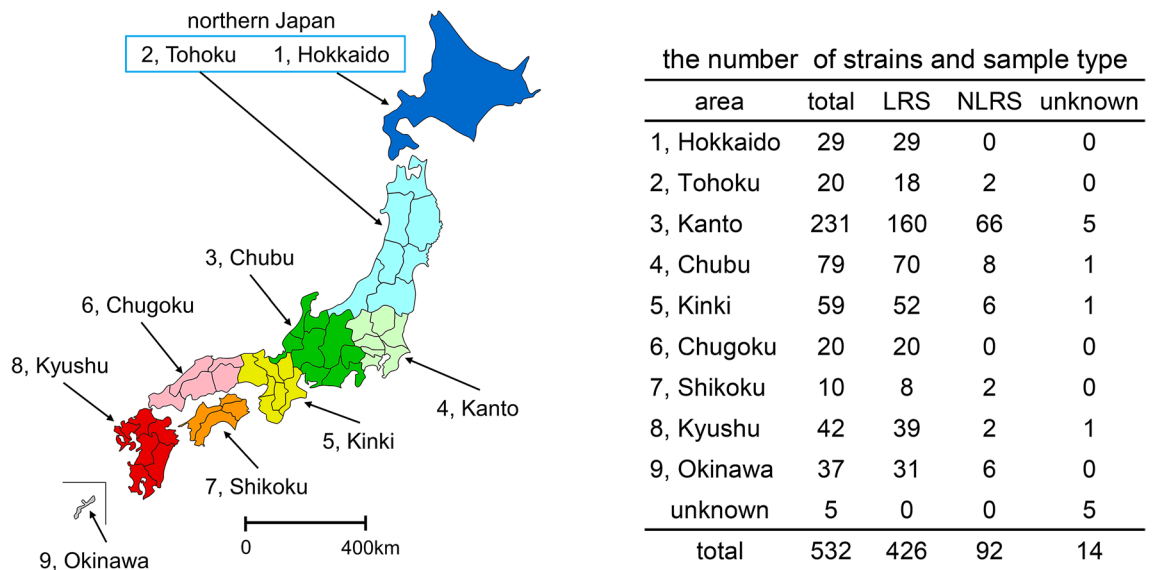 northern Japan
2, Tohoku 1, Hokkaido
3, Chubu
6, Chugoku
8, Kyushu
4, Kanto
5, Kinki
7, Shikoku
0 400km
9, Okinawa
the number of strains and sample type
area total LRS NLRS unknown
1, Hokkaido 29 29 0 0
2, Tohoku 20 18 2 0
3, Kanto 231 160 66 5
4, Chubu 79 70 8 1
5, Kinki 59 52 6 1
6, Chugoku 20 20 0 0
7, Shikoku 10 8 2 0
8, Kyushu 42 39 2 1
9, Okinawa 37 31 6 0
unknown 5 0 0 5
total 532 426 92 14